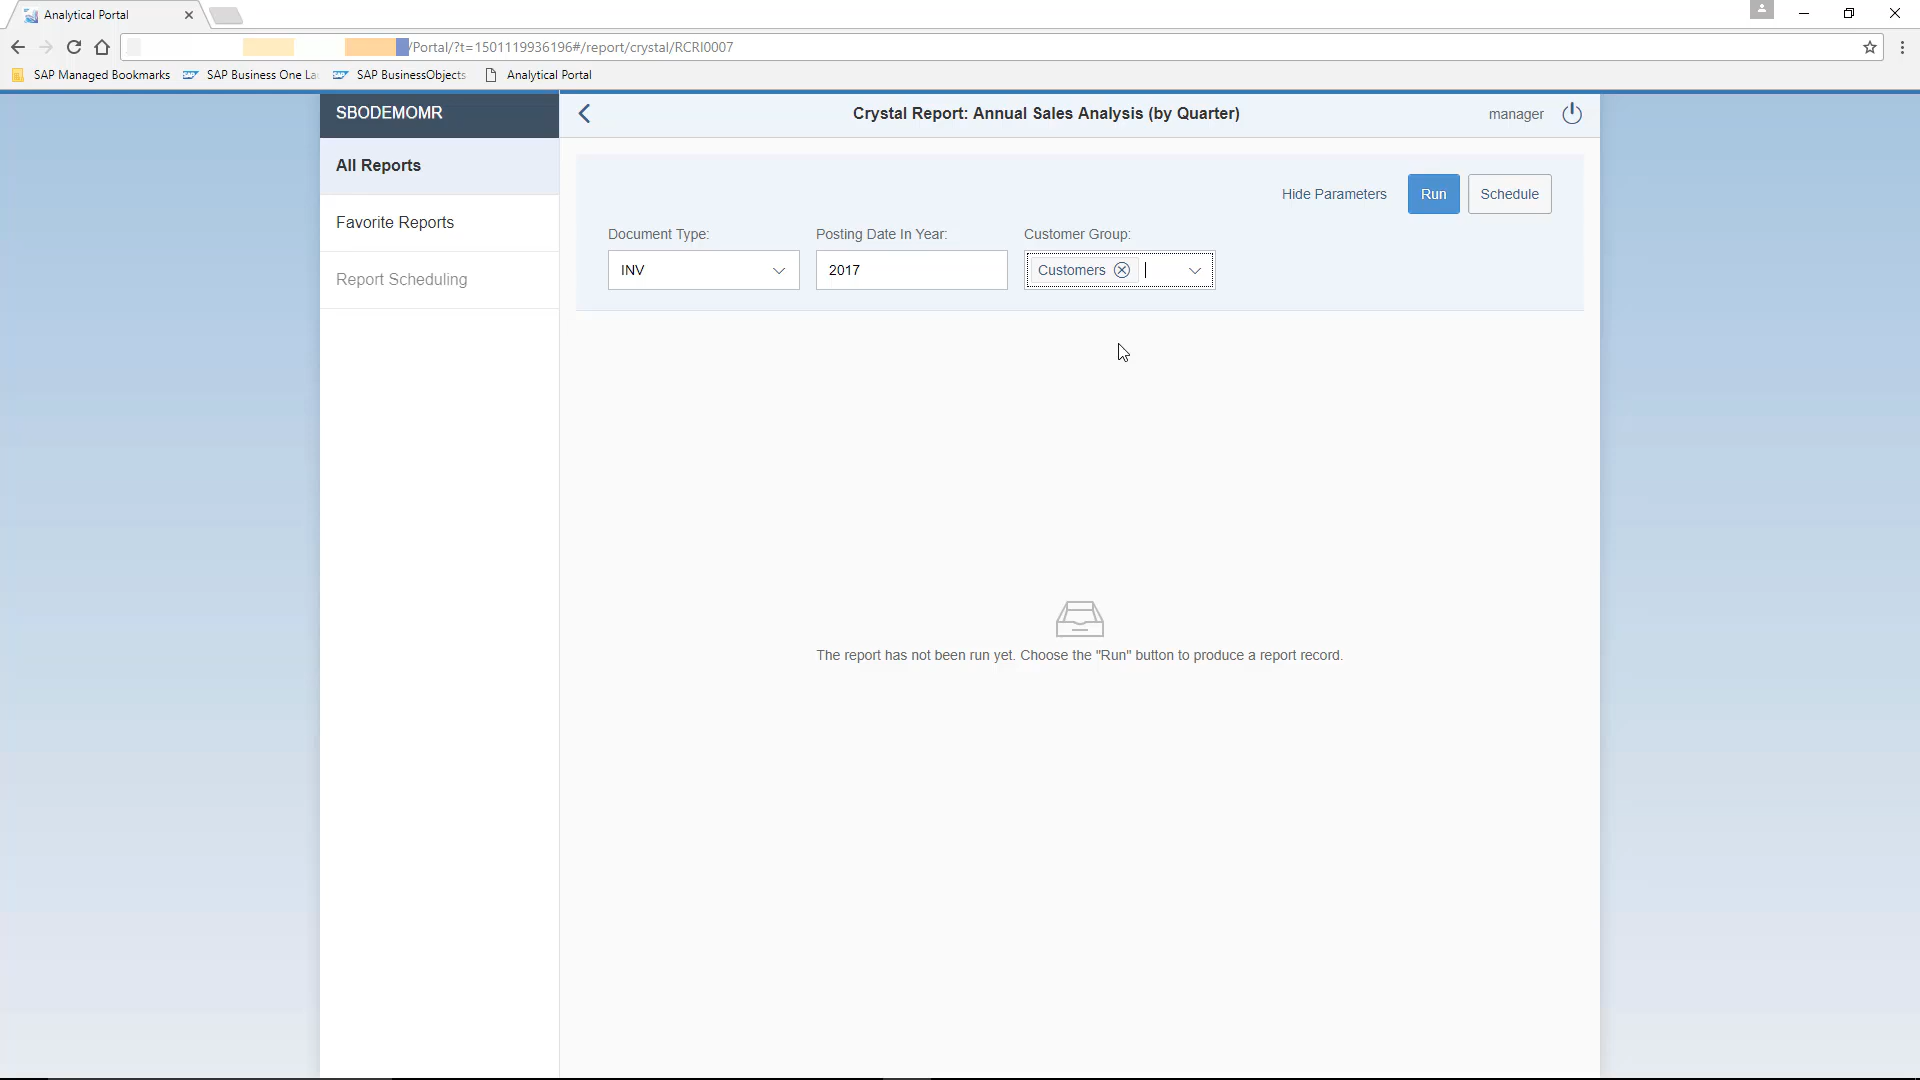 Analytical Portal
/Portal/?t=1501119936196#/report/crystal/RCRI0007
SAP Managed Bookmarks SAP Business One La SAP BusinessObjects Analytical Portal
SBODEMOMR
Crystal Report: Annual Sales Analysis (by Quarter)
manager
All Reports
Favorite Reports
Report Scheduling
Hide Parameters Run Schedule
Document Type: Posting Date In Year: Customer Group:
INV 2017 Customers
The report has not been run yet. Choose the "Run" button to produce a report record.